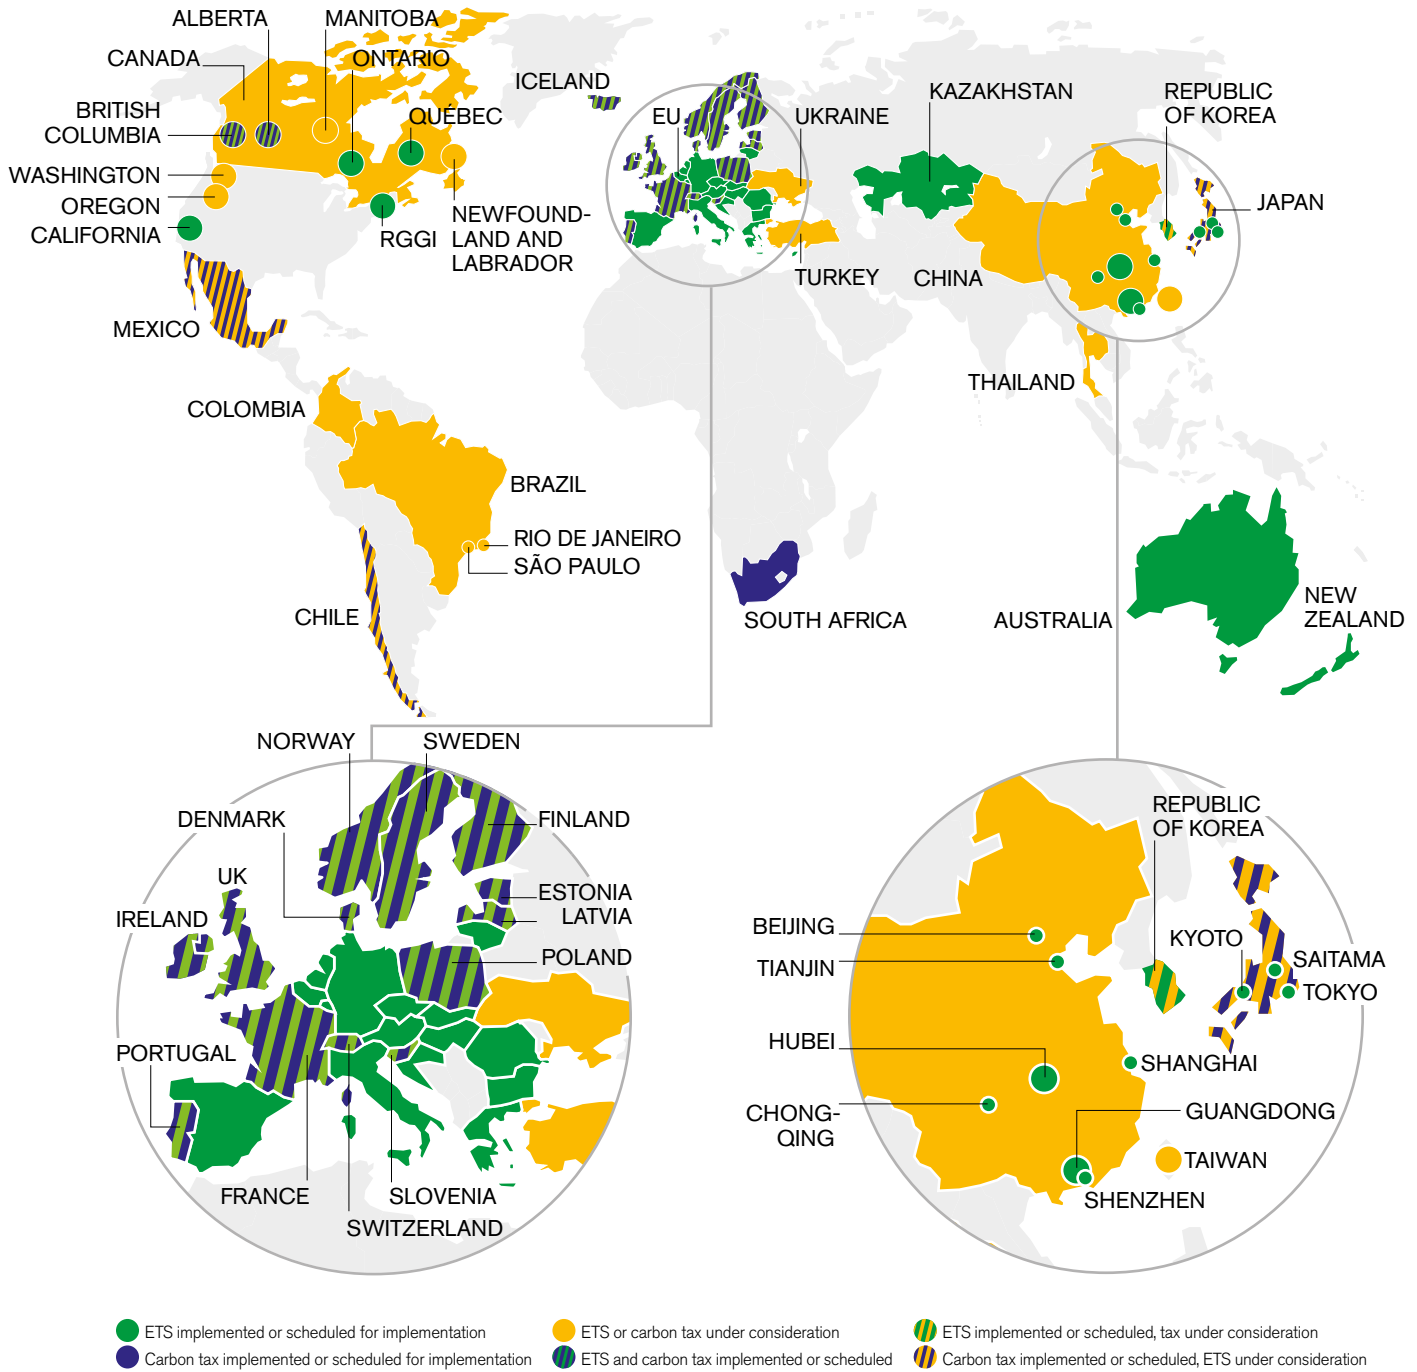 ALBERTA
MANITOBA
CANADA
ONTARIO
ICELAND
BRITISH
COLUMBIA
QUÉBEC
EU
UKRAINE
KAZAKHSTAN
REPUBLIC
OF KOREA
WASHINGTON
OREGON
CALIFORNIA
RGGI
NEWFOUND-
LAND AND
LABRADOR
JAPAN
TURKEY
CHINA
MEXICO
THAILAND
COLOMBIA
BRAZIL
RIO DE JANEIRO
SÃO PAULO
CHILE
SOUTH AFRICA
AUSTRALIA
NEW
ZEALAND
NORWAY
SWEDEN
DENMARK
FINLAND
UK
IRELAND
ESTONIA
LATVIA
POLAND
PORTUGAL
FRANCE
SLOVENIA
SWITZERLAND
REPUBLIC
OF KOREA
BEIJING
TIANJIN
KYOTO
SAITAMA
TOKYO
HUBEI
SHANGHAI
CHONG-
QING
GUANGDONG
TAIWAN
SHENZHEN
ETS implemented or scheduled for implementation
ETS or carbon tax under consideration
ETS implemented or scheduled, tax under consideration
Carbon tax implemented or scheduled for implementation
ETS and carbon tax implemented or scheduled
Carbon tax implemented or scheduled, ETS under consideration